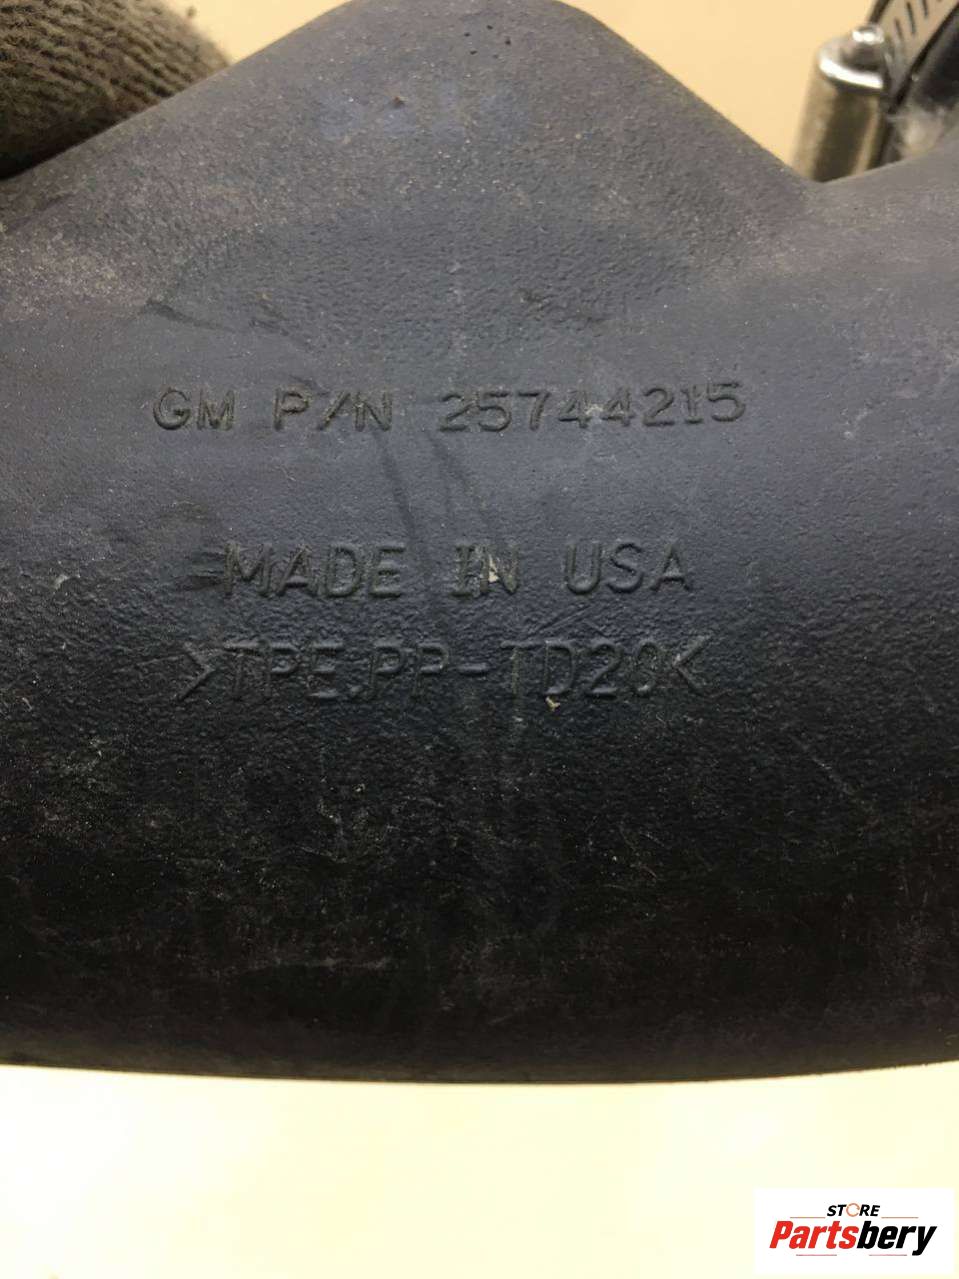 GM P/N 25744215
MADE IN USA
>TPE.PP-TD20<
STORE
Partsbery